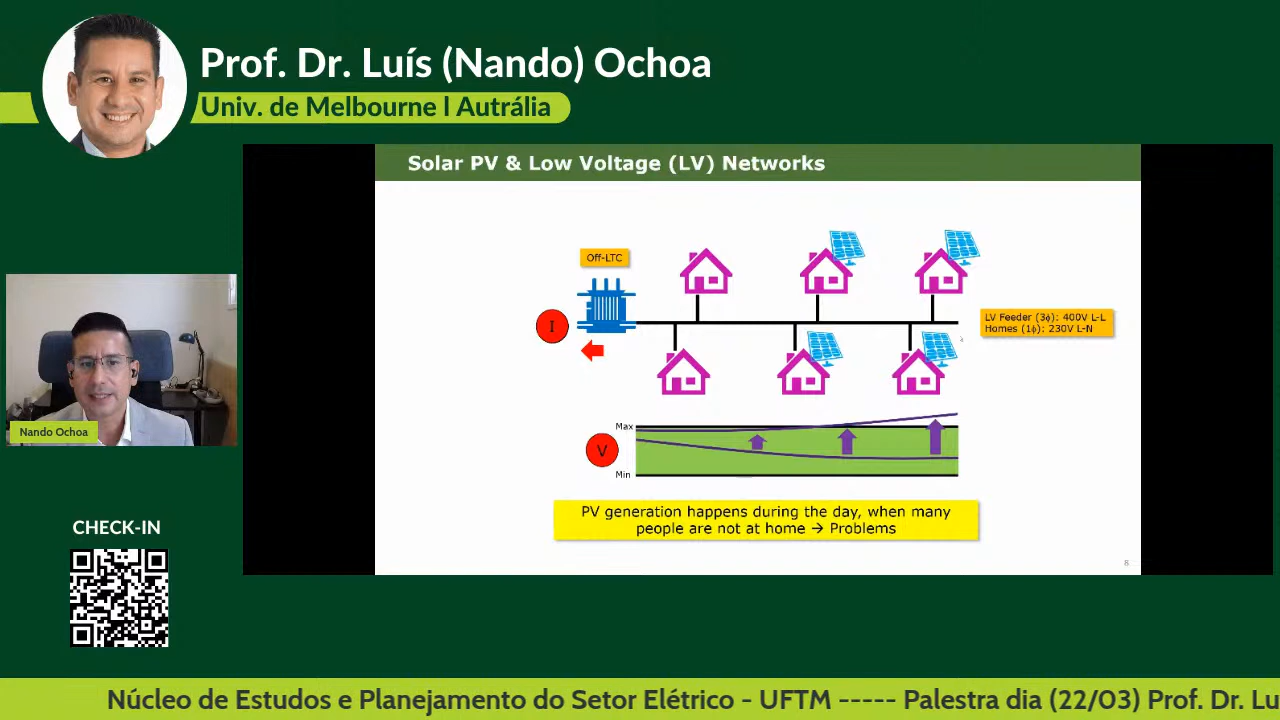 Prof. Dr. Luís (Nando) Ochoa
Univ. de Melbourne l Autrália
Solar PV & Low Voltage (LV) Networks
Off-LTC
I
LV Feeder (3ϕ): 400V L-L
Homes (1ϕ): 230V L-N
Max
V
Min
Nando Ochoa
PV generation happens during the day, when many
people are not at home → Problems
8
CHECK-IN
Núcleo de Estudos e Planejamento do Setor Elétrico - UFTM ----- Palestra dia (22/03) Prof. Dr. Lu